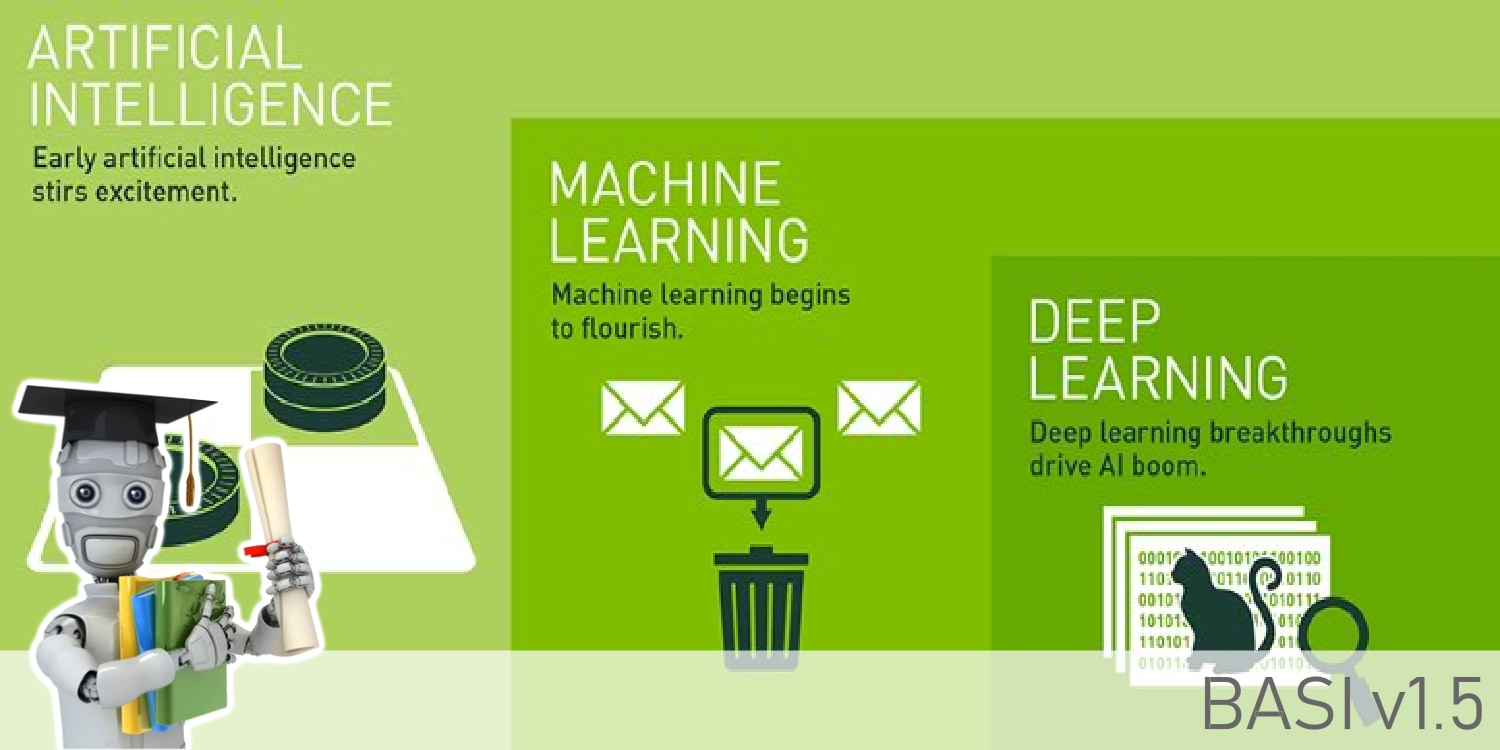 ARTIFICIAL
INTELLIGENCE
Early artificial intelligence
stirs excitement.
MACHINE
LEARNING
Machine learning begins
to flourish.
DEEP
LEARNING
Deep learning breakthroughs
drive AI boom.
BASI v1.5